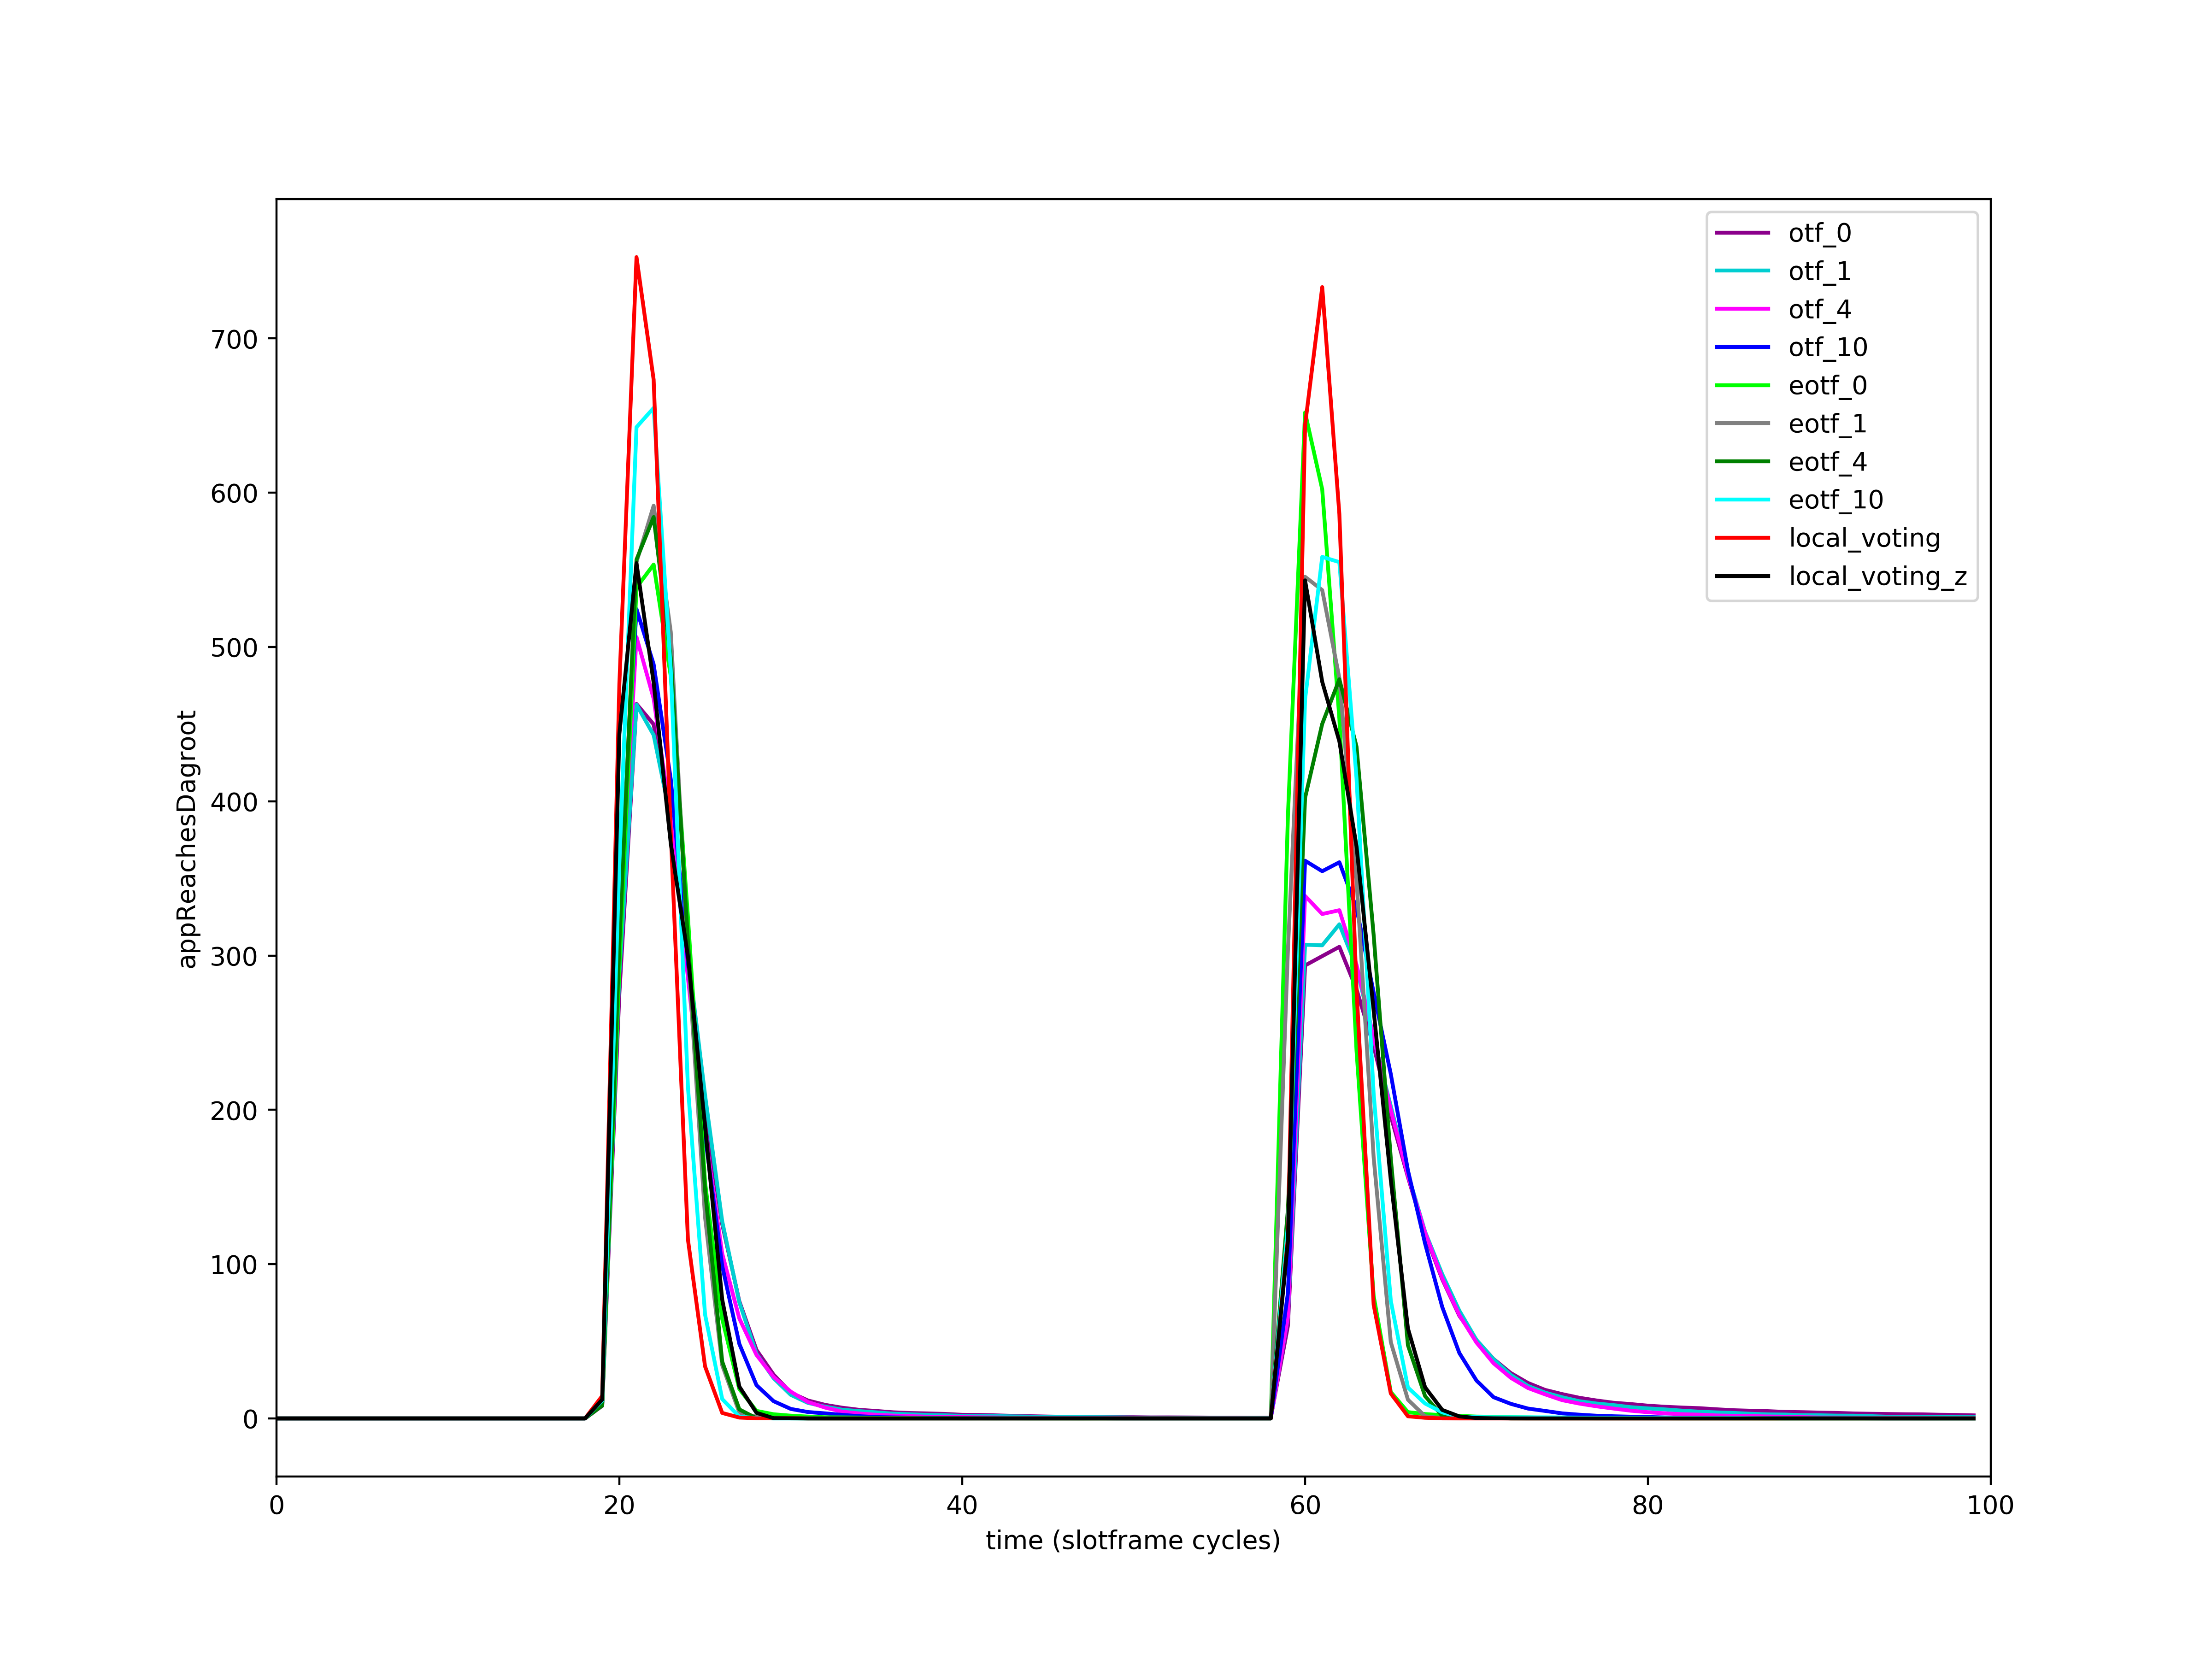 otf_0
otf_1
otf_4
otf_10
eotf_0
eotf_1
eotf_4
eotf_10
local_voting
local_voting_z
700
600
500
400
300
200
100
0
appReachesDagroot
0 20 40 60 80 100
time (slotframe cycles)